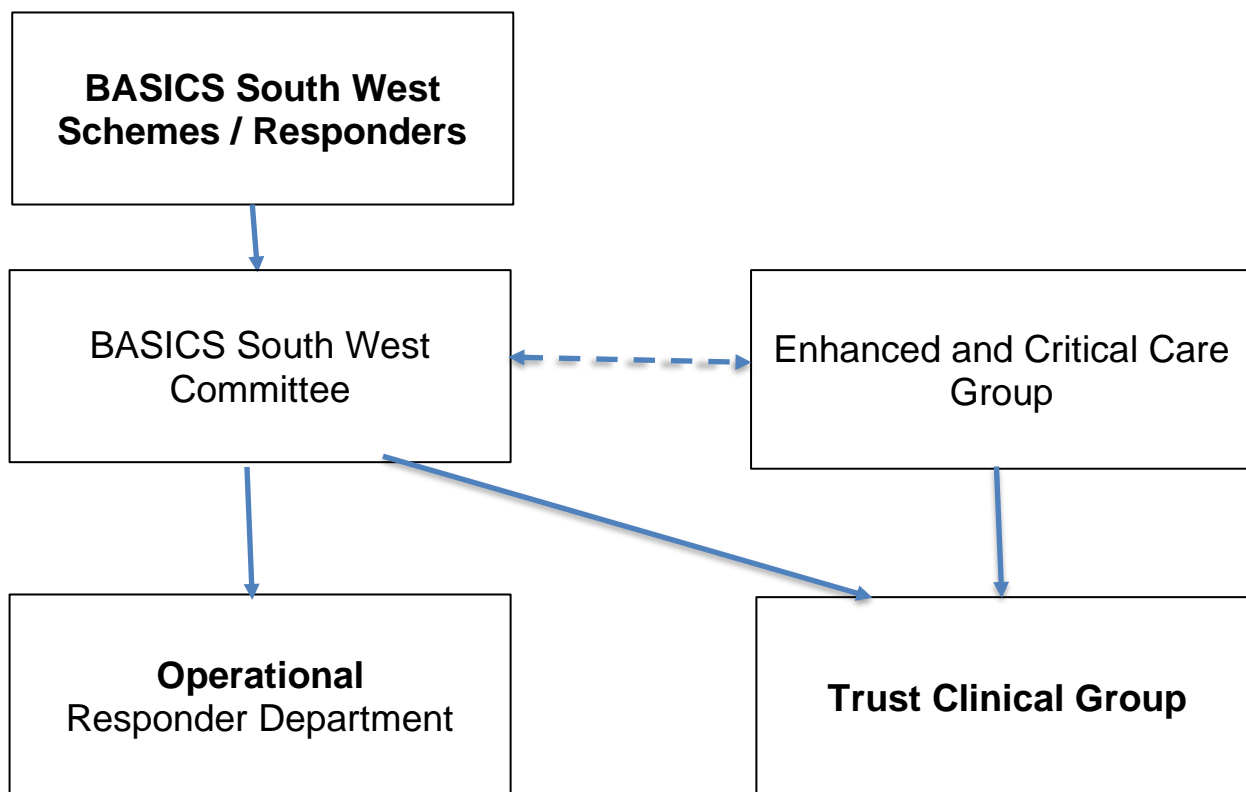 BASICS South West
Schemes / Responders
BASICS South West
Committee
Enhanced and Critical Care
Group
Operational
Responder Department
Trust Clinical Group